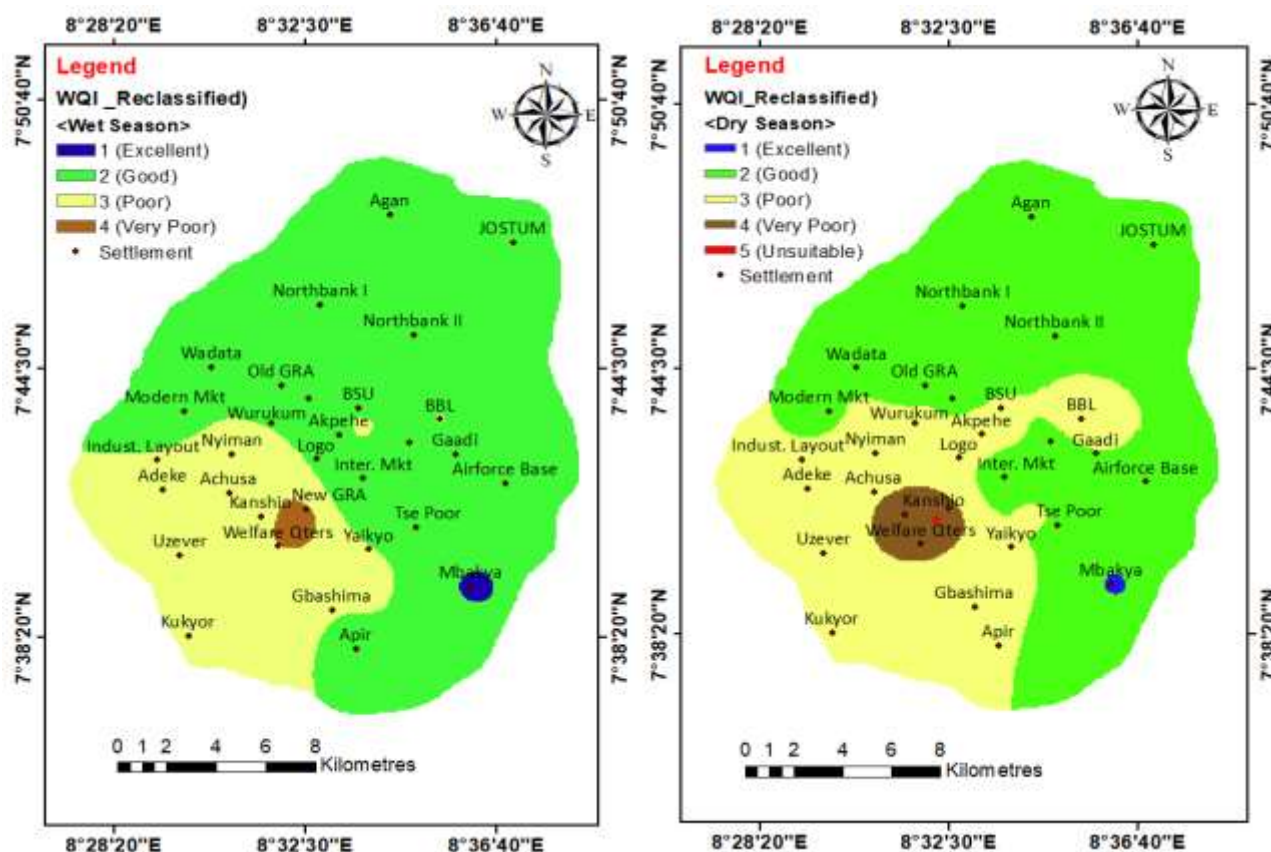 8°28'20"E 8°32'30"E 8°36'40"E
7°50'40"N
7°44'30"N
7°38'20"N
Legend
WQI _Reclassified)
<Wet Season>
1 (Excellent)
2 (Good)
3 (Poor)
4 (Very Poor)
Settlement
N
W E
S
Agan
JOSTUM
Northbank I
Northbank II
Wadata
Old GRA
Modern Mkt
BSU
Wurukum
Akpehe
BBL
Indust. Layout
Nyiman
Logo
Gaadi
Adeke
Achusa
Inter. Mkt
Airforce Base
Kanshio
New GRA
Tse Poor
Uzever
Welfare Qters
Yaikyo
Mbakya
Gbashima
Kukyor
Apir
0 1 2 4 6 8
Kilometres
7°50'40"N
7°44'30"N
7°38'20"N
8°28'20"E 8°32'30"E 8°36'40"E
8°28'20"E 8°32'30"E 8°36'40"E
Legend
WQI_Reclassified)
<Dry Season>
1 (Excellent)
2 (Good)
3 (Poor)
4 (Very Poor)
5 (Unsuitable)
Settlement
N
W E
S
Agan
JOSTUM
Northbank I
Northbank II
Wadata
Old GRA
Modern Mkt
BSU
Wurukum
Akpehe
BBL
Indust. Layout
Nyiman
Logo
Gaadi
Adeke
Achusa
Inter. Mkt
Airforce Base
Kanshio
Tse Poor
Uzever
Welfare Qters
Yaikyo
Mbakya
Gbashima
Kukyor
Apir
0 1 2 4 6 8
Kilometres
7°50'40"N
7°44'30"N
7°38'20"N
8°28'20"E 8°32'30"E 8°36'40"E